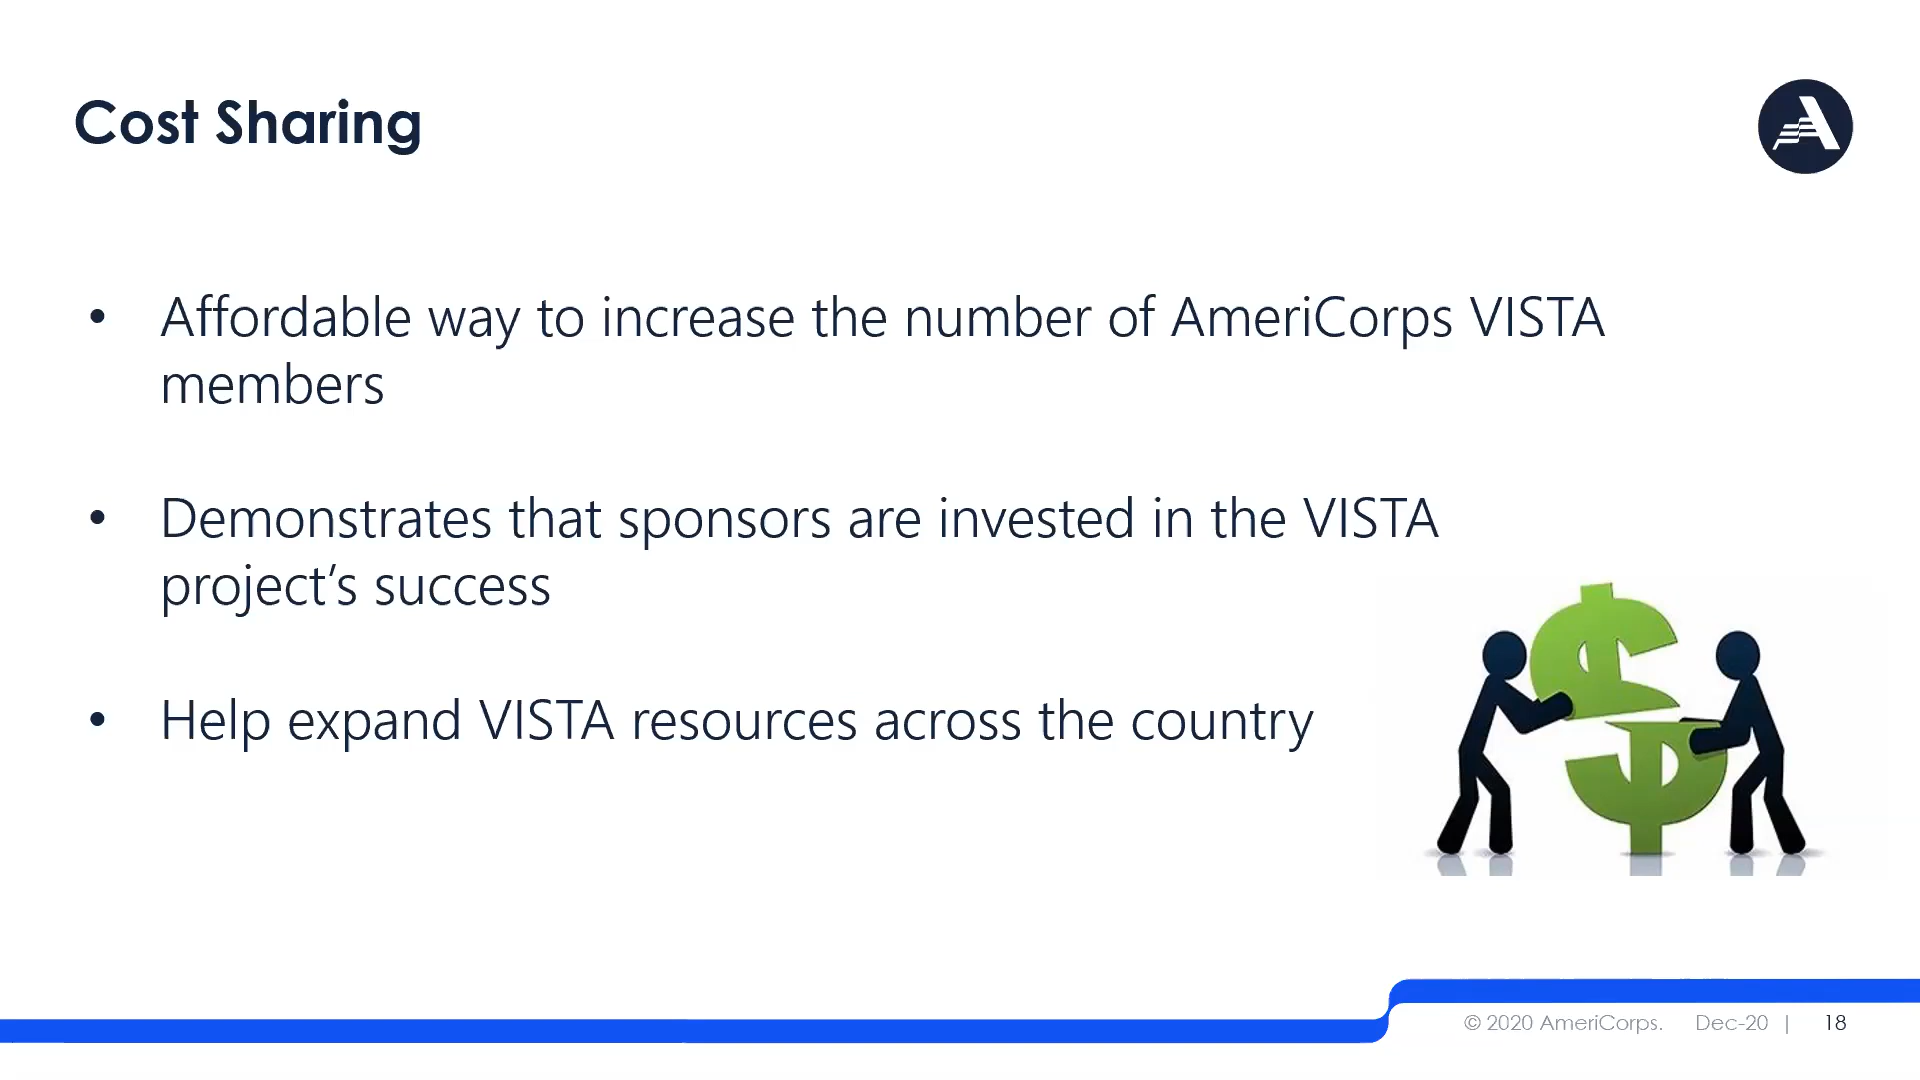 Cost Sharing
• Affordable way to increase the number of AmeriCorps VISTA
members
• Demonstrates that sponsors are invested in the VISTA
project’s success
• Help expand VISTA resources across the country
© 2020 AmeriCorps. Dec-20 | 18